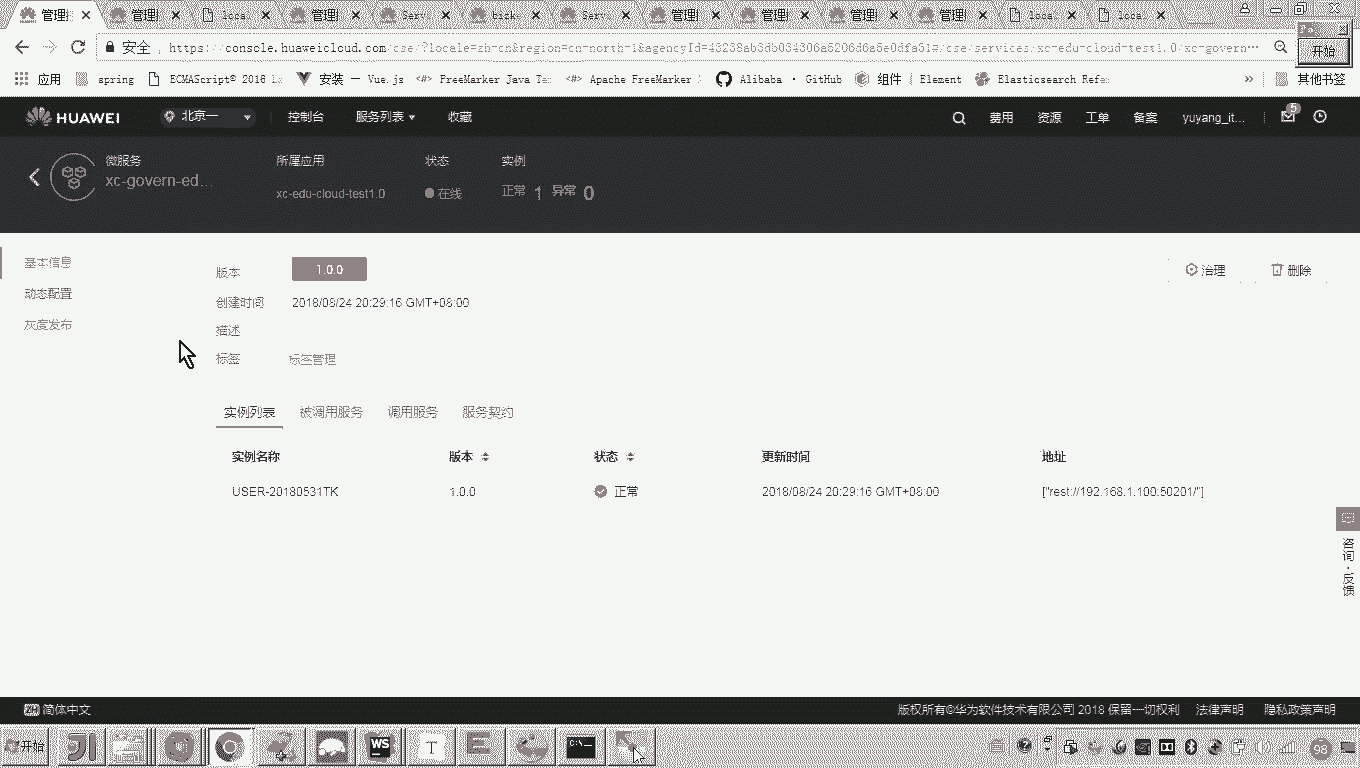 管理 管理 loca 管理 管理 Serv bizk Serv 管理 管理 管理 管理 loca loca
安全 https://console.huaweicloud.com/cse/?locale=zh-cn&region=cn-north-1&agencyId=43238ab3db034306a5206d6a5e0dfa31#/cse/services/xc-edu-cloud-test1.0/xc-govern…
开始
应用 spring ECMAScript® 2018 La 安装 — Vue.js FreeMarker Java Te Apache FreeMarker Alibaba · GitHub 组件 | Element Elasticsearch Refe » 其他书签
HUAWEI 北京一 控制台 服务列表 收藏 费用 资源 工单 备案 yuyang_it... 5
微服务 所属应用 状态 实例
xc-govern-ed... xc-edu-cloud-test1.0 在线 正常 1 异常 0
基本信息
动态配置
灰度发布
版本 1.0.0 治理 删除
创建时间 2018/08/24 20:29:16 GMT+08:00
描述
标签 标签管理
实例列表 被调用服务 调用服务 服务契约
实例名称 版本 状态 更新时间 地址
USER-20180531TK 1.0.0 正常 2018/08/24 20:29:16 GMT+08:00 ["rest://192.168.1.100:50201/"]
咨询·反馈
简体中文 版权所有©华为软件技术有限公司 2018 保留一切权利 法律声明 隐私政策声明
开始 WS T E C:\ 98